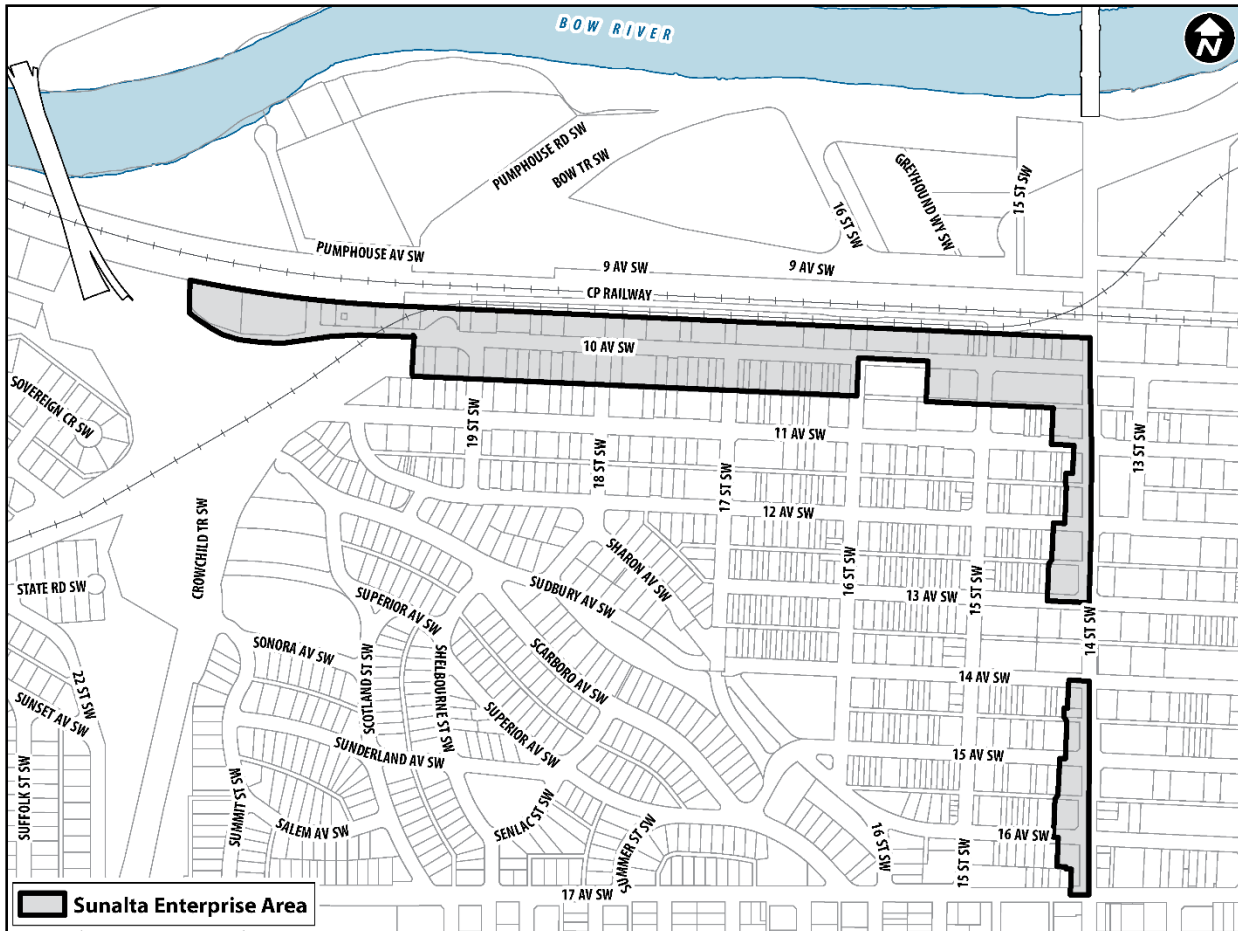 BOW RIVER
N
PUMPHOUSE RD SW
BOW TR SW
GREYHOUND WY SW
15 ST SW
16 ST SW
PUMPHOUSE AV SW
9 AV SW
9 AV SW
CP RAILWAY
10 AV SW
SOVEREIGN CR SW
19 ST SW
18 ST SW
11 AV SW
17 ST SW
13 ST SW
12 AV SW
CROWCHILD TR SW
SHARON AV SW
16 ST SW
15 ST SW
STATE RD SW
SUDBURY AV SW
13 AV SW
SUPERIOR AV SW
14 ST SW
SONORA AV SW
SCOTLAND ST SW
SHELBOURNE ST SW
SCARBORO AV SW
14 AV SW
22 ST SW
SUNSET AV SW
SUPERIOR AV SW
SUNDERLAND AV SW
15 AV SW
SUFFOLK ST SW
SUMMIT ST SW
SALEM AV SW
SENLAC ST SW
SUMMER ST SW
16 ST SW
15 ST SW
16 AV SW
17 AV SW
Sunalta Enterprise Area